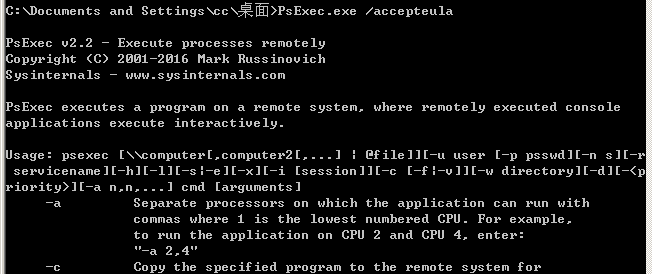 C:\Documents and Settings\cc\桌面>PsExec.exe /accepteula
PsExec v2.2 - Execute processes remotely
Copyright (C) 2001-2016 Mark Russinovich
Sysinternals - www.sysinternals.com
PsExec executes a program on a remote system, where remotely executed console
applications execute interactively.
Usage: psexec [\\computer[,computer2[,...] | @file]][-u user [-p psswd][-n s][-r
 servicename][-h][-l][-s|-e][-x][-i [session]][-c [-f|-v]][-w directory][-d][-<p
riority>][-a n,n,...] cmd [arguments]
-a Separate processors on which the application can run with
commas where 1 is the lowest numbered CPU. For example,
to run the application on CPU 2 and CPU 4, enter:
"-a 2,4"
-c Copy the specified program to the remote system for